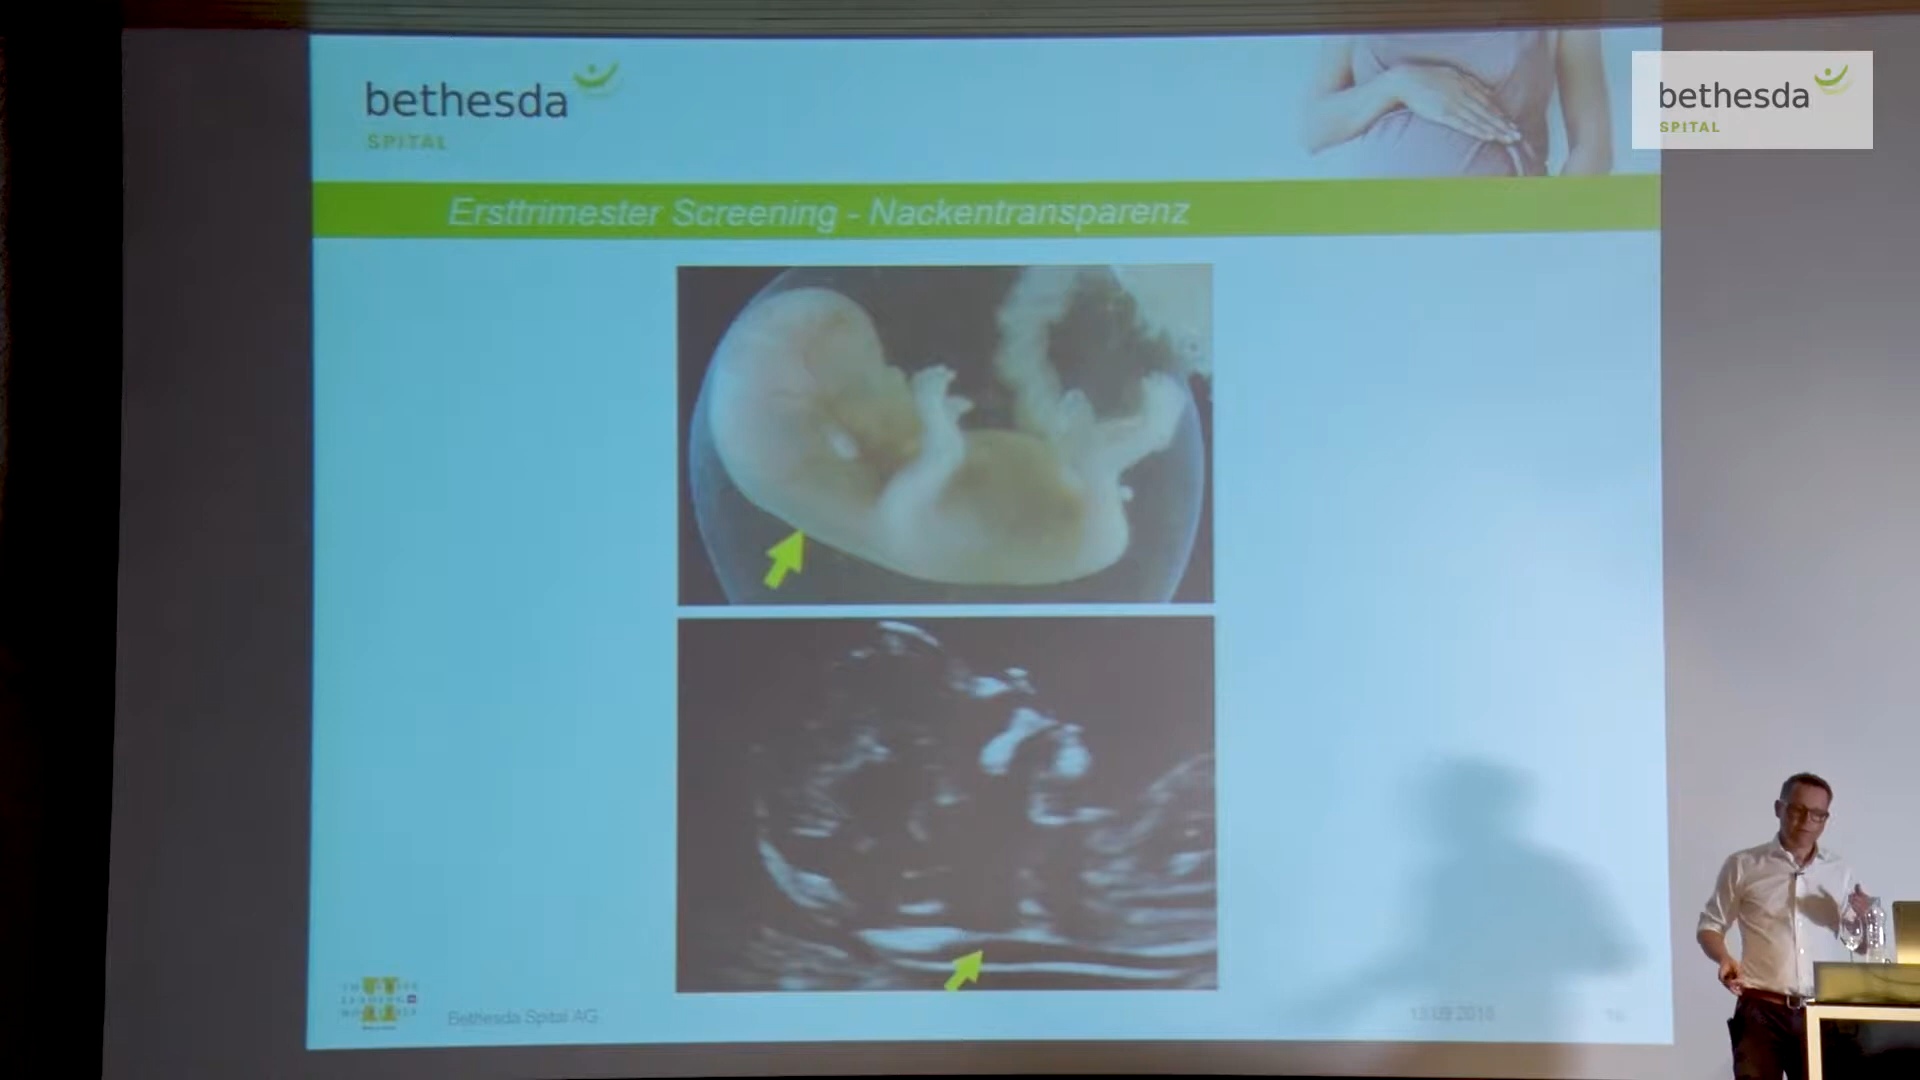 bethesda
SPITAL
bethesda
SPITAL
Ersttrimester Screening - Nackentransparenz
Bethesda Spital AG